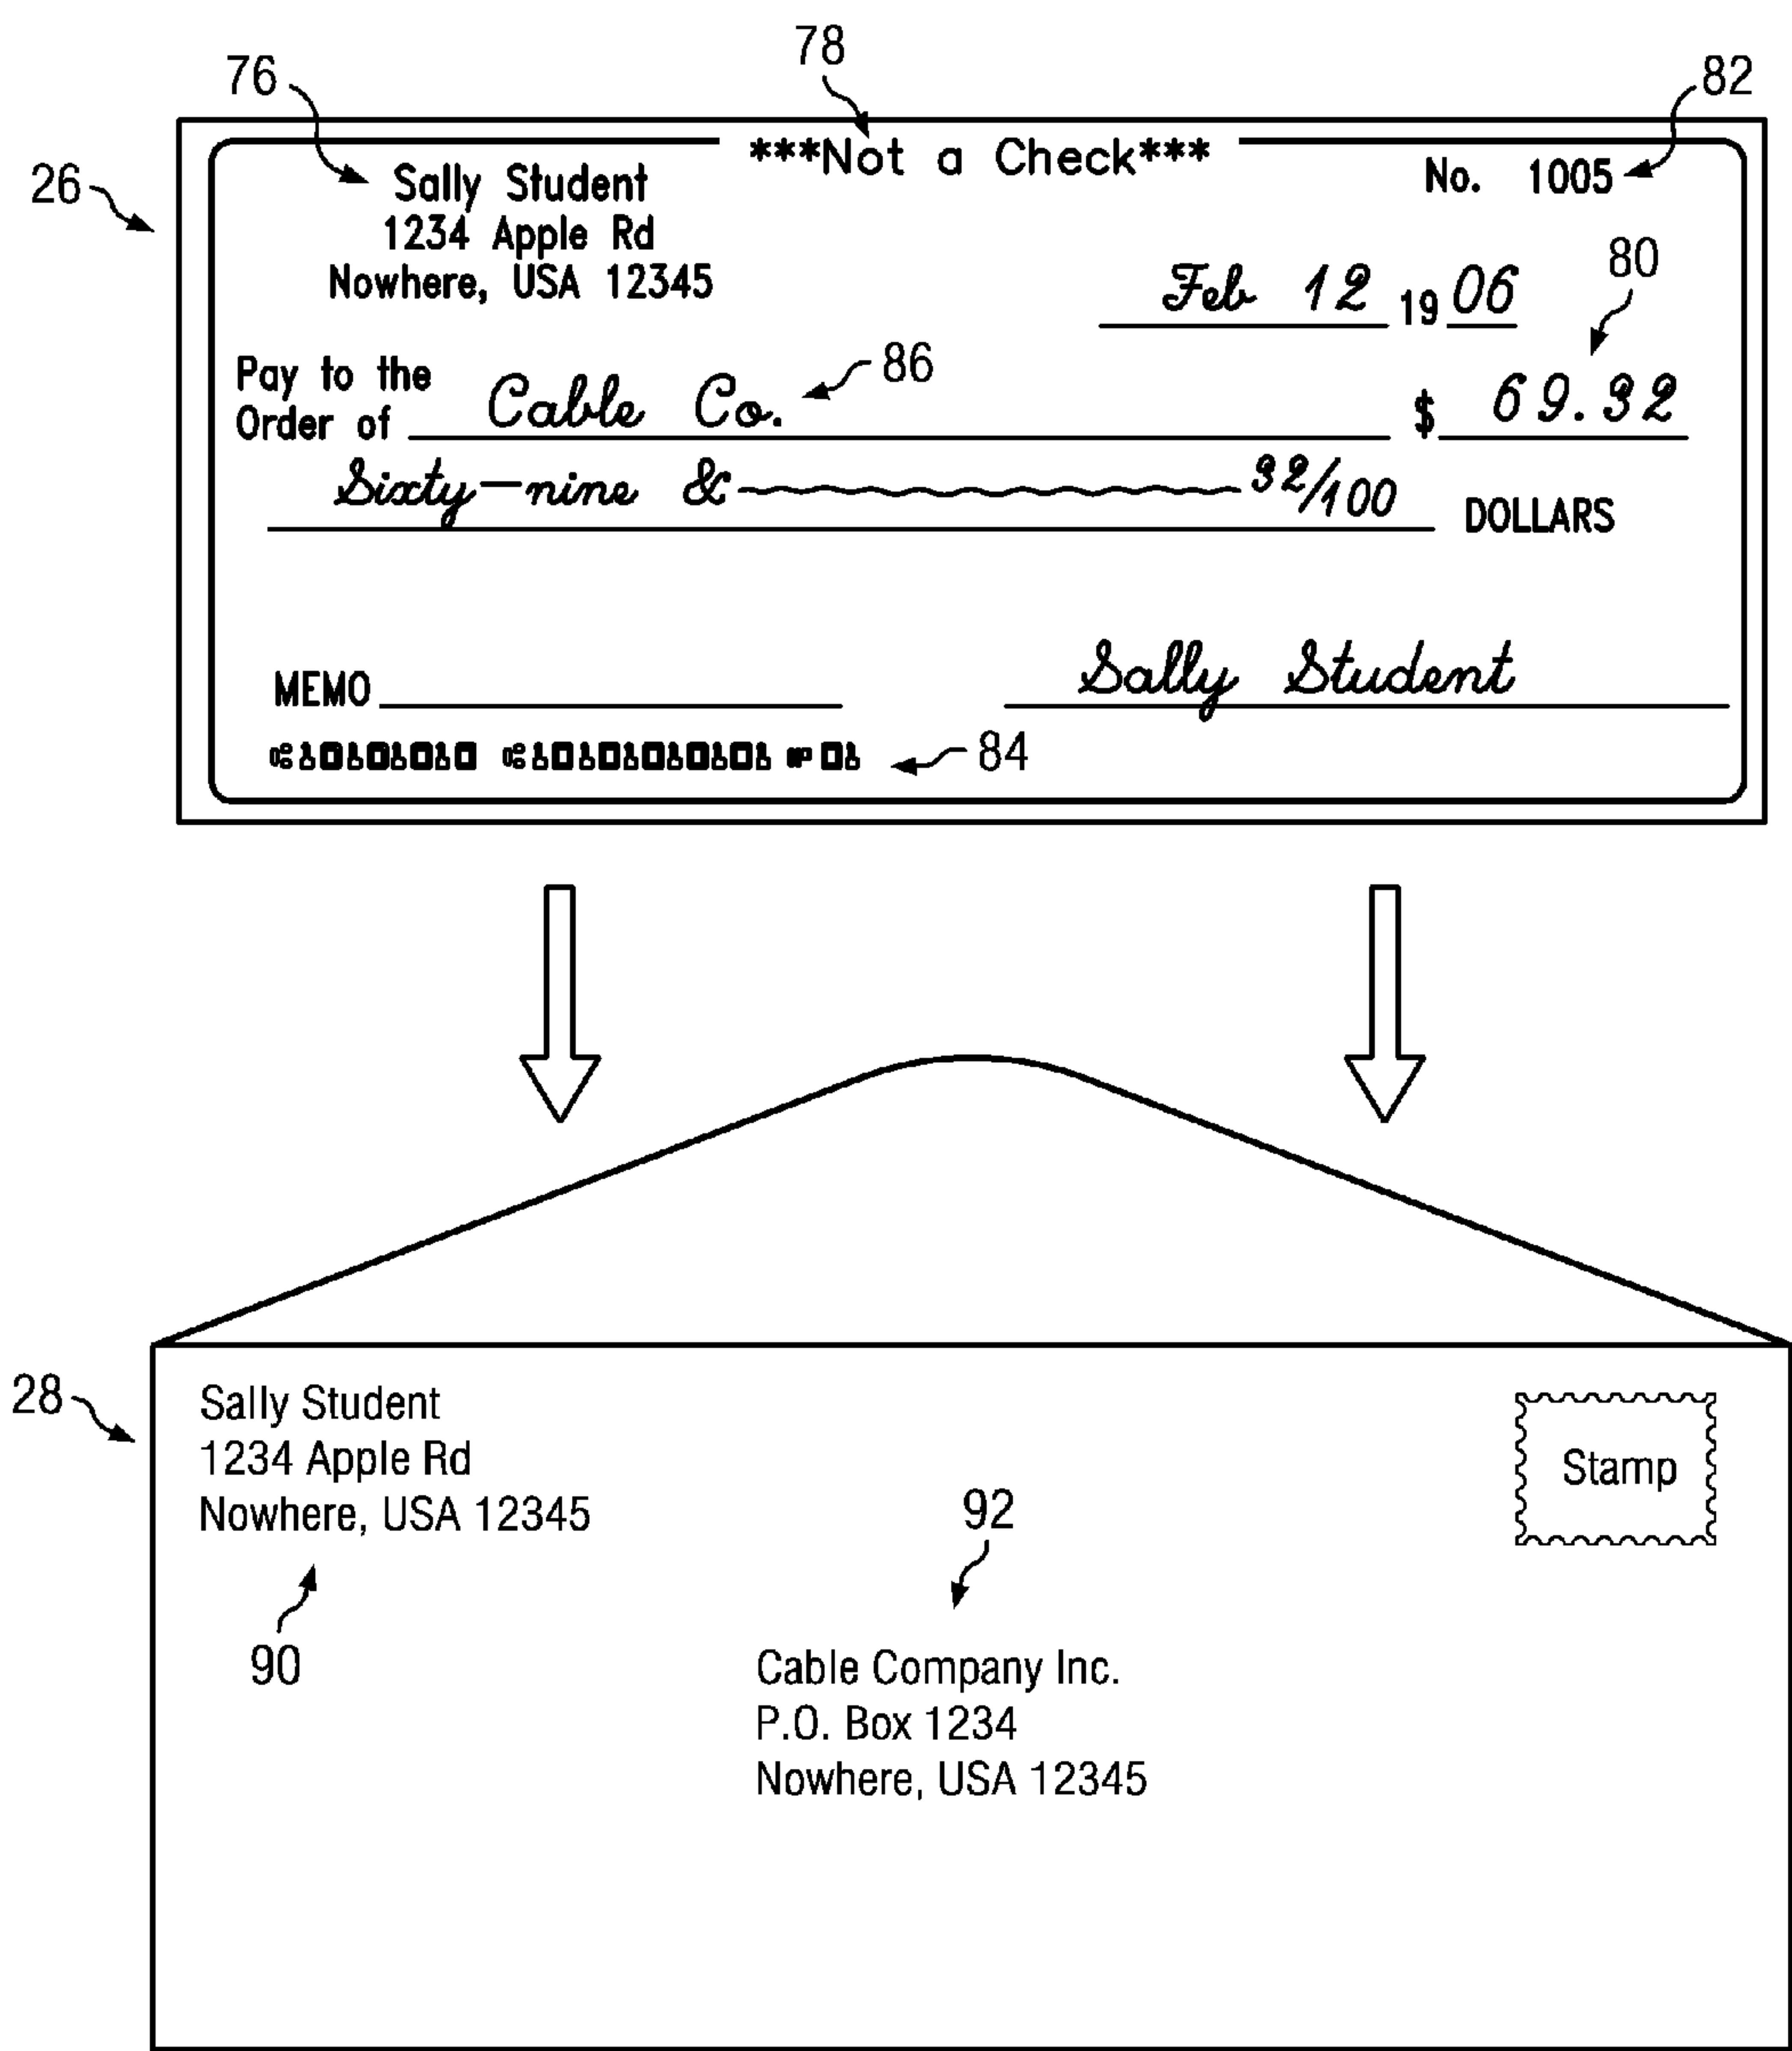 78
76
82
***Not a Check***
26
Sally Student
No. 1005
1234 Apple Rd
Nowhere, USA 12345
80
Feb 12 19 06
Pay to the
Order of Cable Co.
86
$ 69.32
Sixty-nine & 32/100 DOLLARS
MEMO
Sally Student
84
28
Sally Student
1234 Apple Rd
Nowhere, USA 12345
Stamp
92
90
Cable Company Inc.
P.O. Box 1234
Nowhere, USA 12345